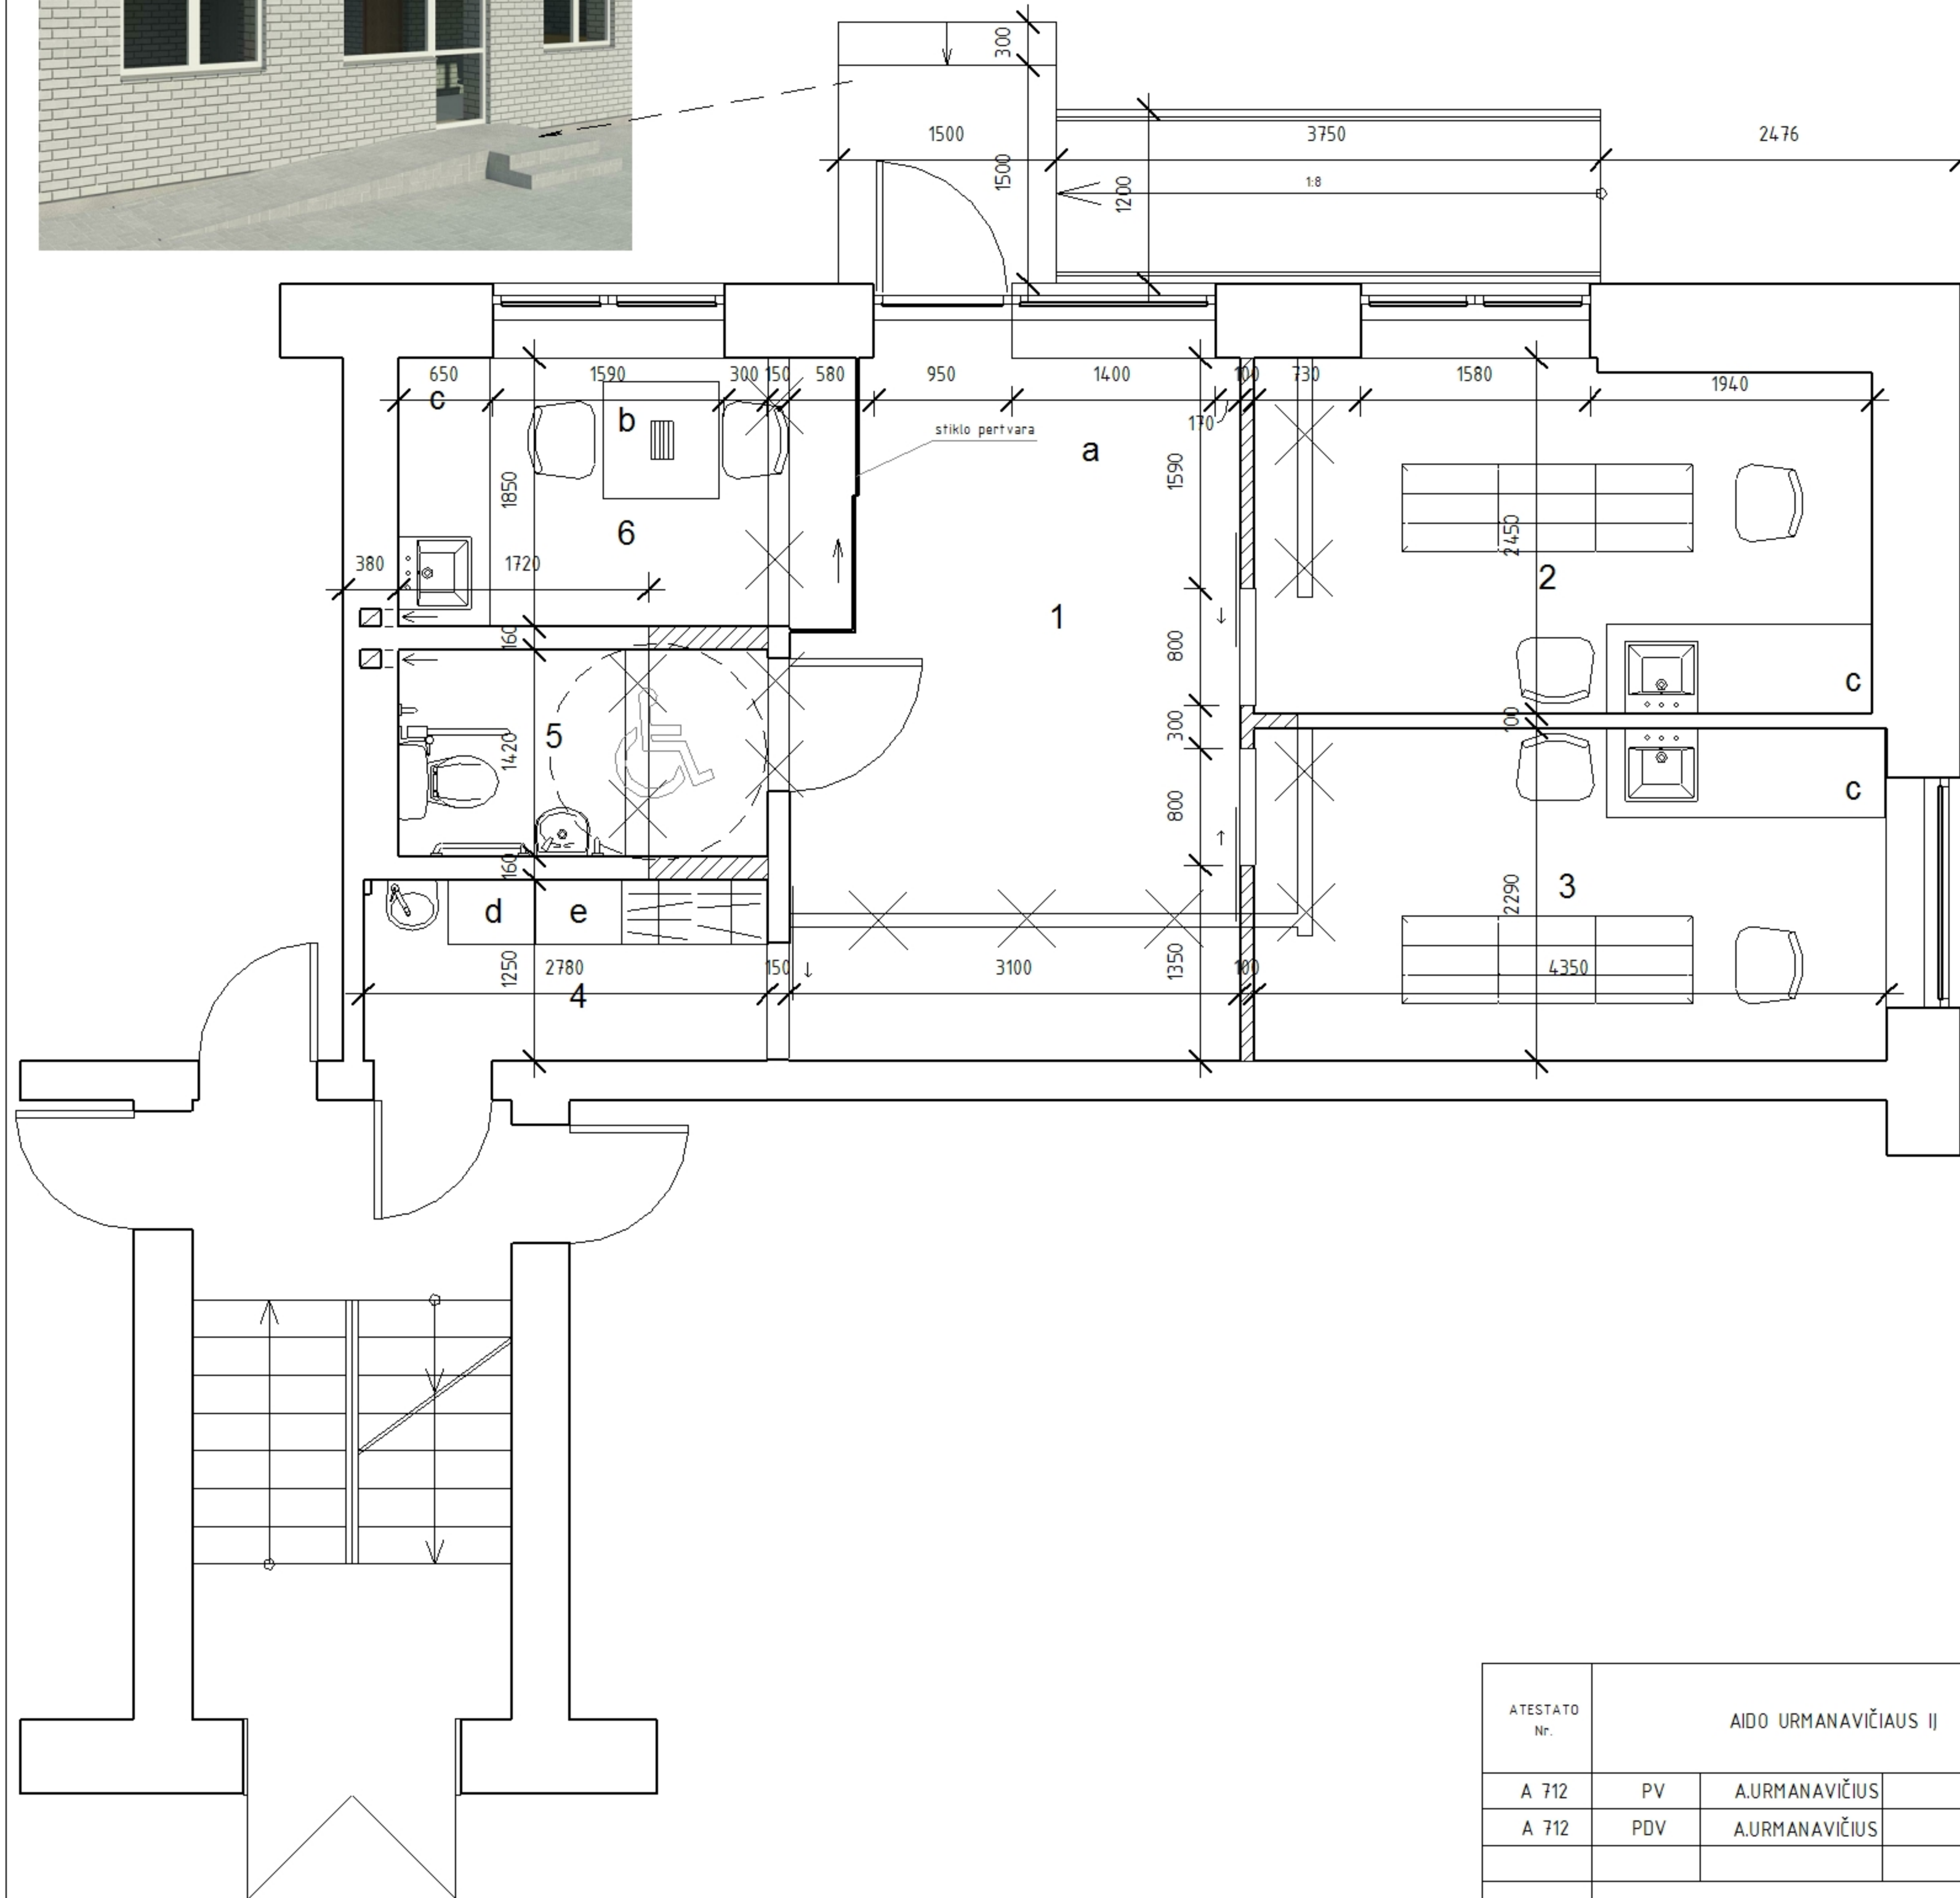 300
1500 3750 2476
1500 1200 1:8
650 1590 300 150 580 950 1400 100 730 1580 1940
c b 170
stiklo pertvara
a
1850 1590
6 2450
380 1720 2
1
160 800
c
5 300 100
1420
c
800
160 3
d e 2290
1250 2780 150 3100 1350 100 4350
4
ATESTATO
Nr.
AIDO URMANAVIČIAUS IĮ
A 712 PV A.URMANAVIČIUS
A 712 PDV A.URMANAVIČIUS